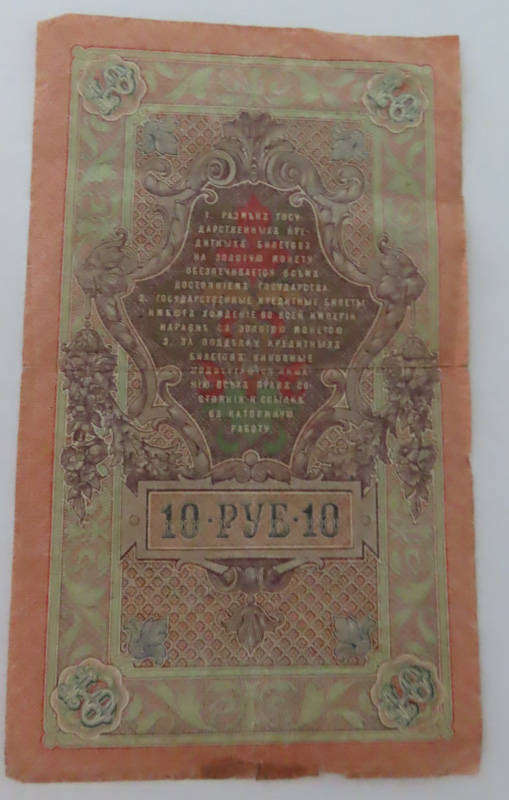 1. РАЗМѢНЪ ГОСУ-
ДАРСТВЕННЫХЪ КРЕ-
ДИТНЫХЪ БИЛЕТОВЪ
НА ЗОЛОТУЮ МОНЕТУ
ОБЕЗПЕЧИВАЕТСЯ ВСѢМЪ
ДОСТОЯНІЕМЪ ГОСУДАРСТВА.
2. ГОСУДАРСТВЕННЫЕ КРЕДИТНЫЕ БИЛЕТЫ
ИМѢЮТЪ ХОЖДЕНІЕ ВО ВСЕЙ ИМПЕРІИ
НАРАВНѢ СЪ ЗОЛОТОЮ МОНЕТОЮ.
3. ЗА ПОДДѢЛКУ КРЕДИТНЫХЪ
БИЛЕТОВЪ ВИНОВНЫЕ
ПОДВЕРГАЮТСЯ ЛИШЕ-
НІЮ ВСѢХЪ ПРАВЪ СО-
СТОЯНІЯ И ССЫЛКѢ
ВЪ КАТОРЖНУЮ
РАБОТУ.
10·РУБ·10